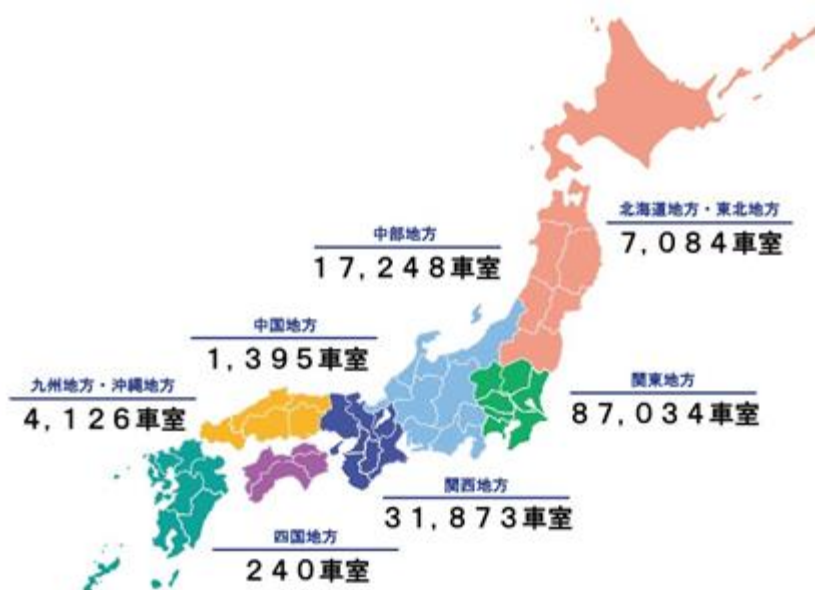 北海道地方・東北地方
7,084車室
中部地方
17,248車室
中国地方
1,395車室
九州地方・沖縄地方
4,126車室
関東地方
87,034車室
関西地方
31,873車室
四国地方
240車室